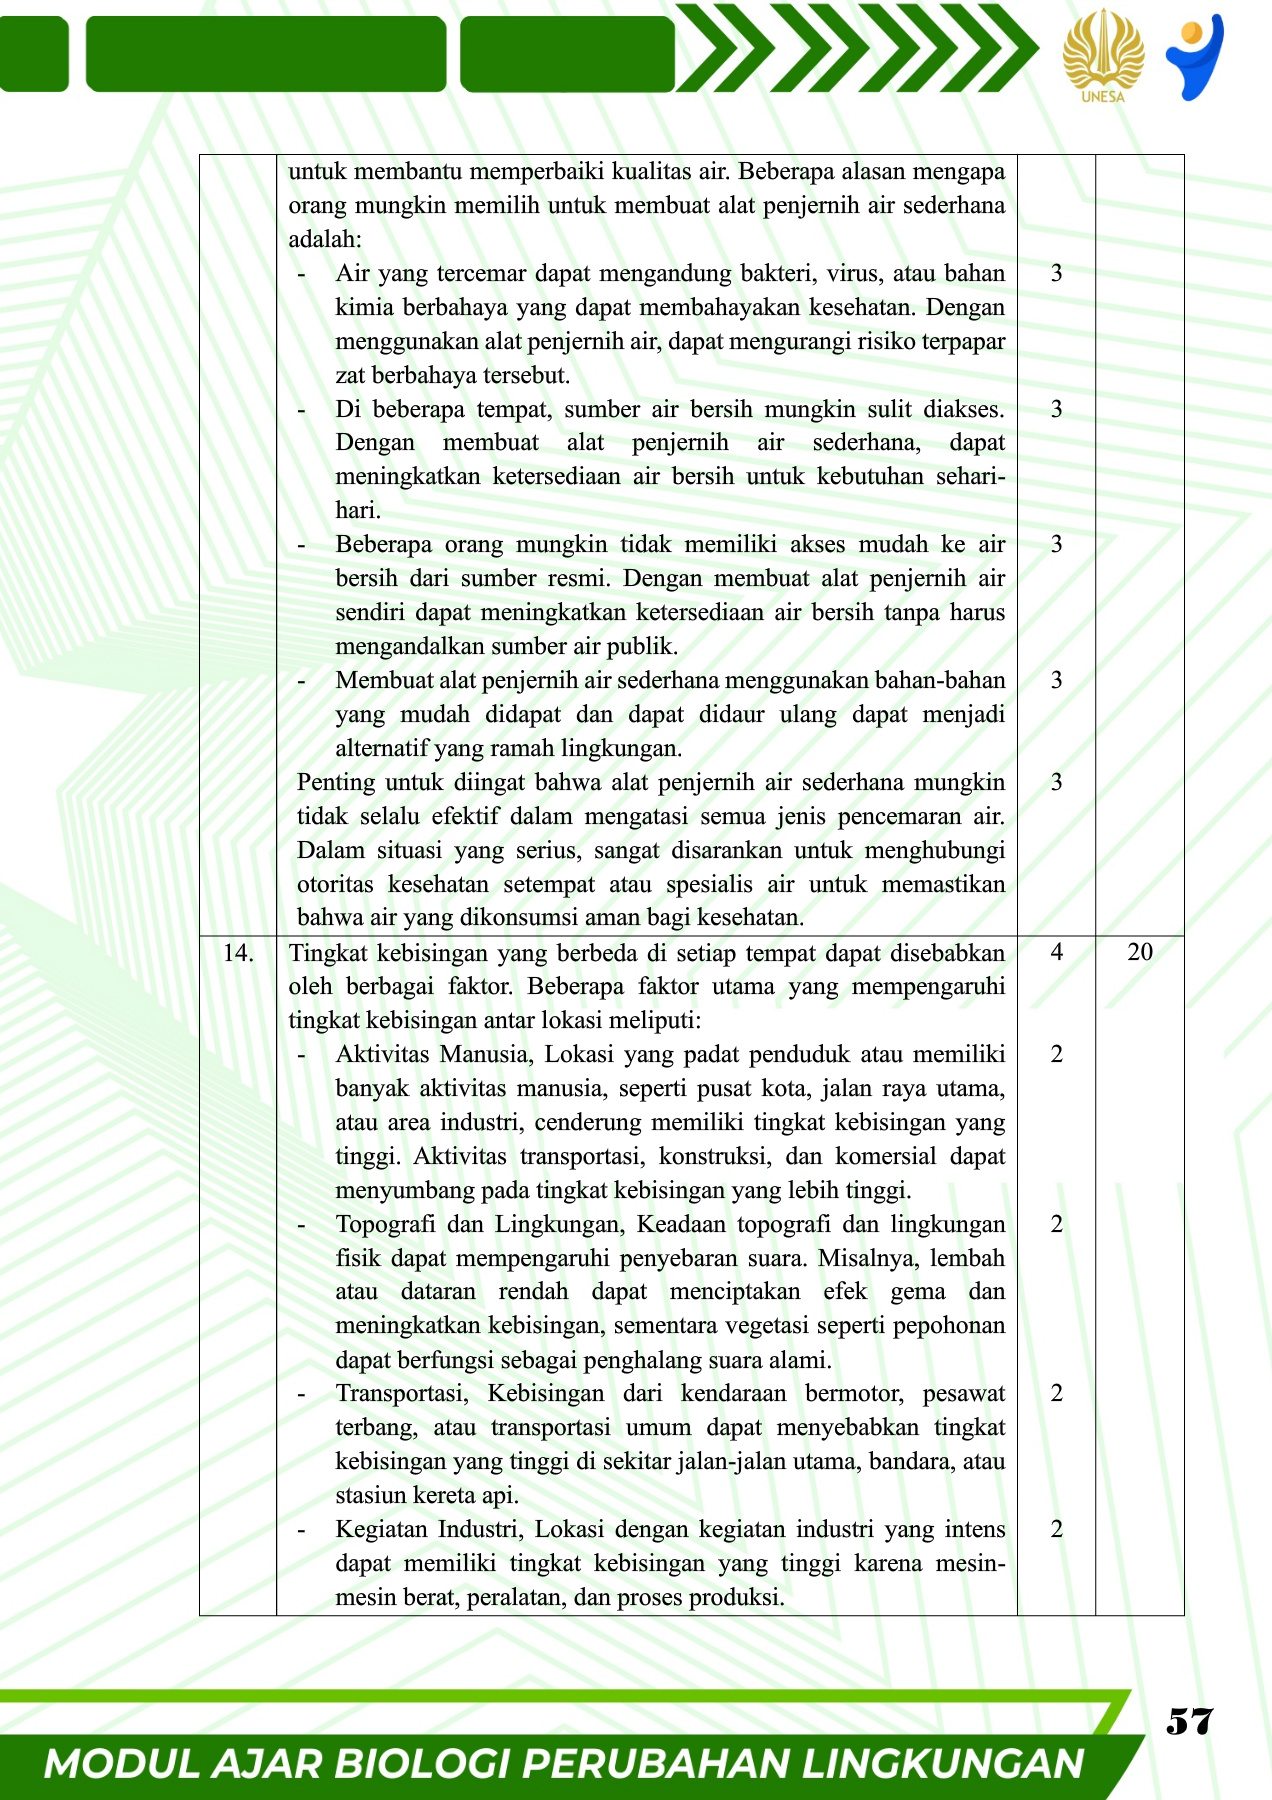 UNESA
untuk membantu memperbaiki kualitas air. Beberapa alasan mengapa
orang mungkin memilih untuk membuat alat penjernih air sederhana
adalah:
- Air yang tercemar dapat mengandung bakteri, virus, atau bahan 3
kimia berbahaya yang dapat membahayakan kesehatan. Dengan
menggunakan alat penjernih air, dapat mengurangi risiko terpapar
zat berbahaya tersebut.
- Di beberapa tempat, sumber air bersih mungkin sulit diakses. 3
Dengan membuat alat penjernih air sederhana, dapat
meningkatkan ketersediaan air bersih untuk kebutuhan sehari-
hari.
- Beberapa orang mungkin tidak memiliki akses mudah ke air 3
bersih dari sumber resmi. Dengan membuat alat penjernih air
sendiri dapat meningkatkan ketersediaan air bersih tanpa harus
mengandalkan sumber air publik.
- Membuat alat penjernih air sederhana menggunakan bahan-bahan 3
yang mudah didapat dan dapat didaur ulang dapat menjadi
alternatif yang ramah lingkungan.
Penting untuk diingat bahwa alat penjernih air sederhana mungkin 3
tidak selalu efektif dalam mengatasi semua jenis pencemaran air.
Dalam situasi yang serius, sangat disarankan untuk menghubungi
otoritas kesehatan setempat atau spesialis air untuk memastikan
bahwa air yang dikonsumsi aman bagi kesehatan.
14. Tingkat kebisingan yang berbeda di setiap tempat dapat disebabkan 4 20
oleh berbagai faktor. Beberapa faktor utama yang mempengaruhi
tingkat kebisingan antar lokasi meliputi:
- Aktivitas Manusia, Lokasi yang padat penduduk atau memiliki 2
banyak aktivitas manusia, seperti pusat kota, jalan raya utama,
atau area industri, cenderung memiliki tingkat kebisingan yang
tinggi. Aktivitas transportasi, konstruksi, dan komersial dapat
menyumbang pada tingkat kebisingan yang lebih tinggi.
- Topografi dan Lingkungan, Keadaan topografi dan lingkungan 2
fisik dapat mempengaruhi penyebaran suara. Misalnya, lembah
atau dataran rendah dapat menciptakan efek gema dan
meningkatkan kebisingan, sementara vegetasi seperti pepohonan
dapat berfungsi sebagai penghalang suara alami.
- Transportasi, Kebisingan dari kendaraan bermotor, pesawat 2
terbang, atau transportasi umum dapat menyebabkan tingkat
kebisingan yang tinggi di sekitar jalan-jalan utama, bandara, atau
stasiun kereta api.
- Kegiatan Industri, Lokasi dengan kegiatan industri yang intens 2
dapat memiliki tingkat kebisingan yang tinggi karena mesin-
mesin berat, peralatan, dan proses produksi.
57
MODUL AJAR BIOLOGI PERUBAHAN LINGKUNGAN